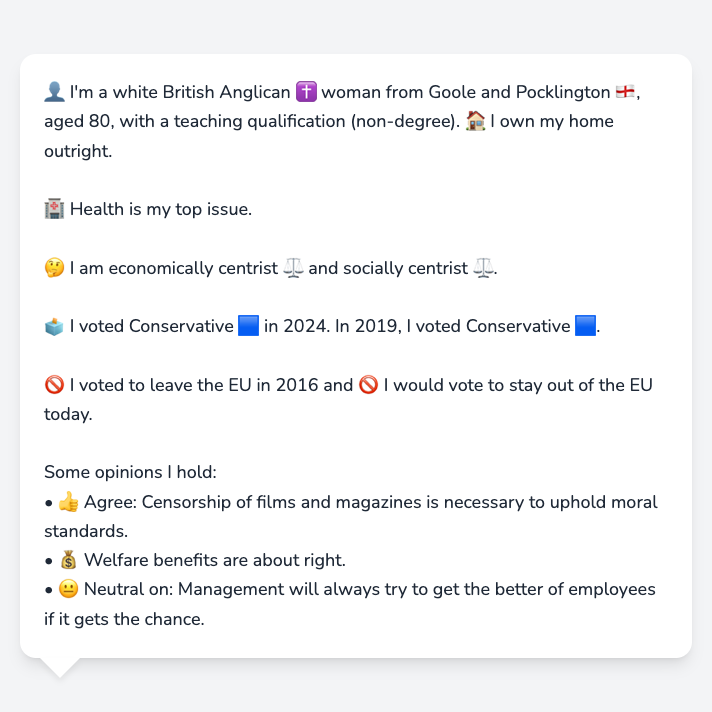 👤 I'm a white British Anglican ✝️ woman from Goole and Pocklington 🏴󠁧󠁢󠁥󠁮󠁧󠁿,
aged 80, with a teaching qualification (non-degree). 🏠 I own my home
outright.
🏥 Health is my top issue.
🤔 I am economically centrist ⚖️ and socially centrist ⚖️.
🗳️ I voted Conservative 🟦 in 2024. In 2019, I voted Conservative 🟦.
🚫 I voted to leave the EU in 2016 and 🚫 I would vote to stay out of the EU
today.
Some opinions I hold:
• 👍 Agree: Censorship of films and magazines is necessary to uphold moral
standards.
• 💰 Welfare benefits are about right.
• 😐 Neutral on: Management will always try to get the better of employees
if it gets the chance.